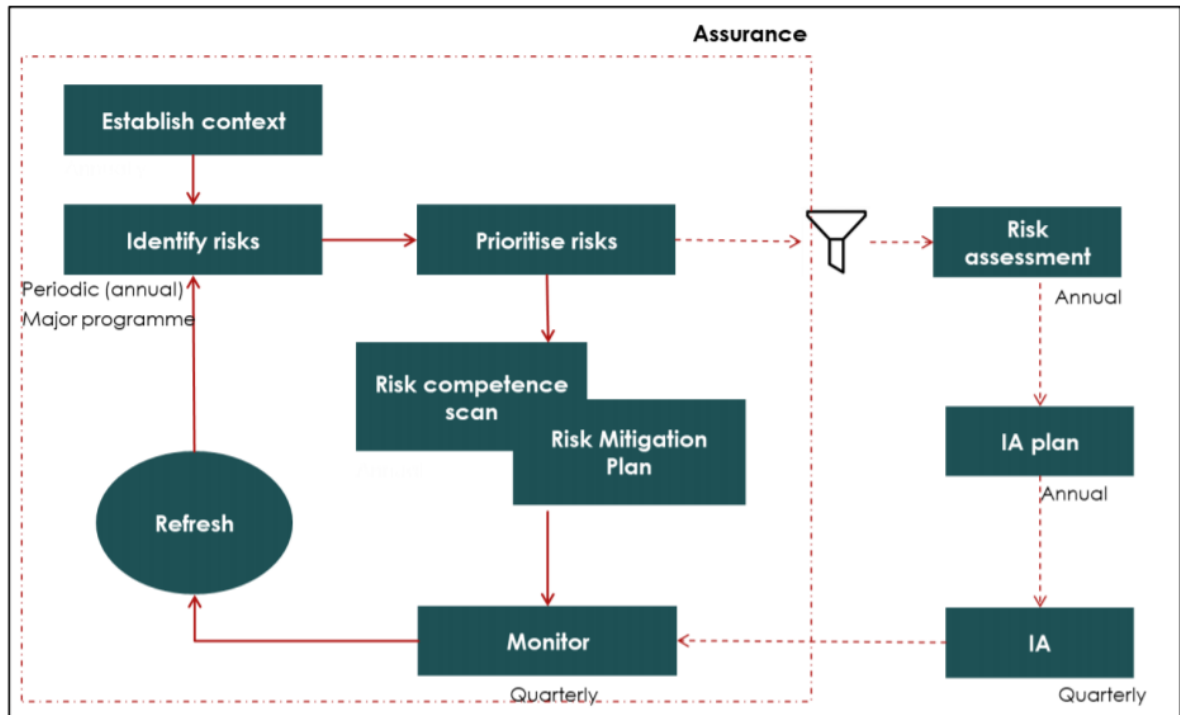 Assurance
Establish context
Identify risks
Prioritise risks
Risk
assessment
Periodic (annual)
Major programme
Annual
Risk competence
scan
Risk Mitigation
Plan
IA plan
Annual
Refresh
Monitor
IA
Quarterly
Quarterly